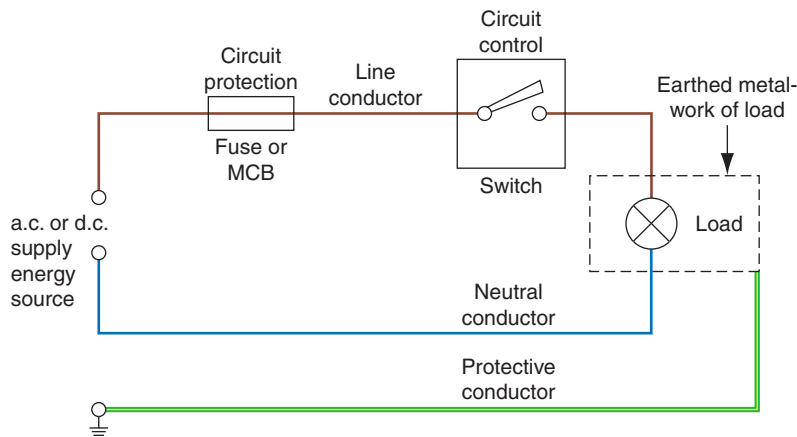 Circuit
control
Circuit
protection
Line
conductor
Earthed metal-
work of load
Fuse or
MCB
Switch
a.c. or d.c.
supply
energy
source
Load
Neutral
conductor
Protective
conductor